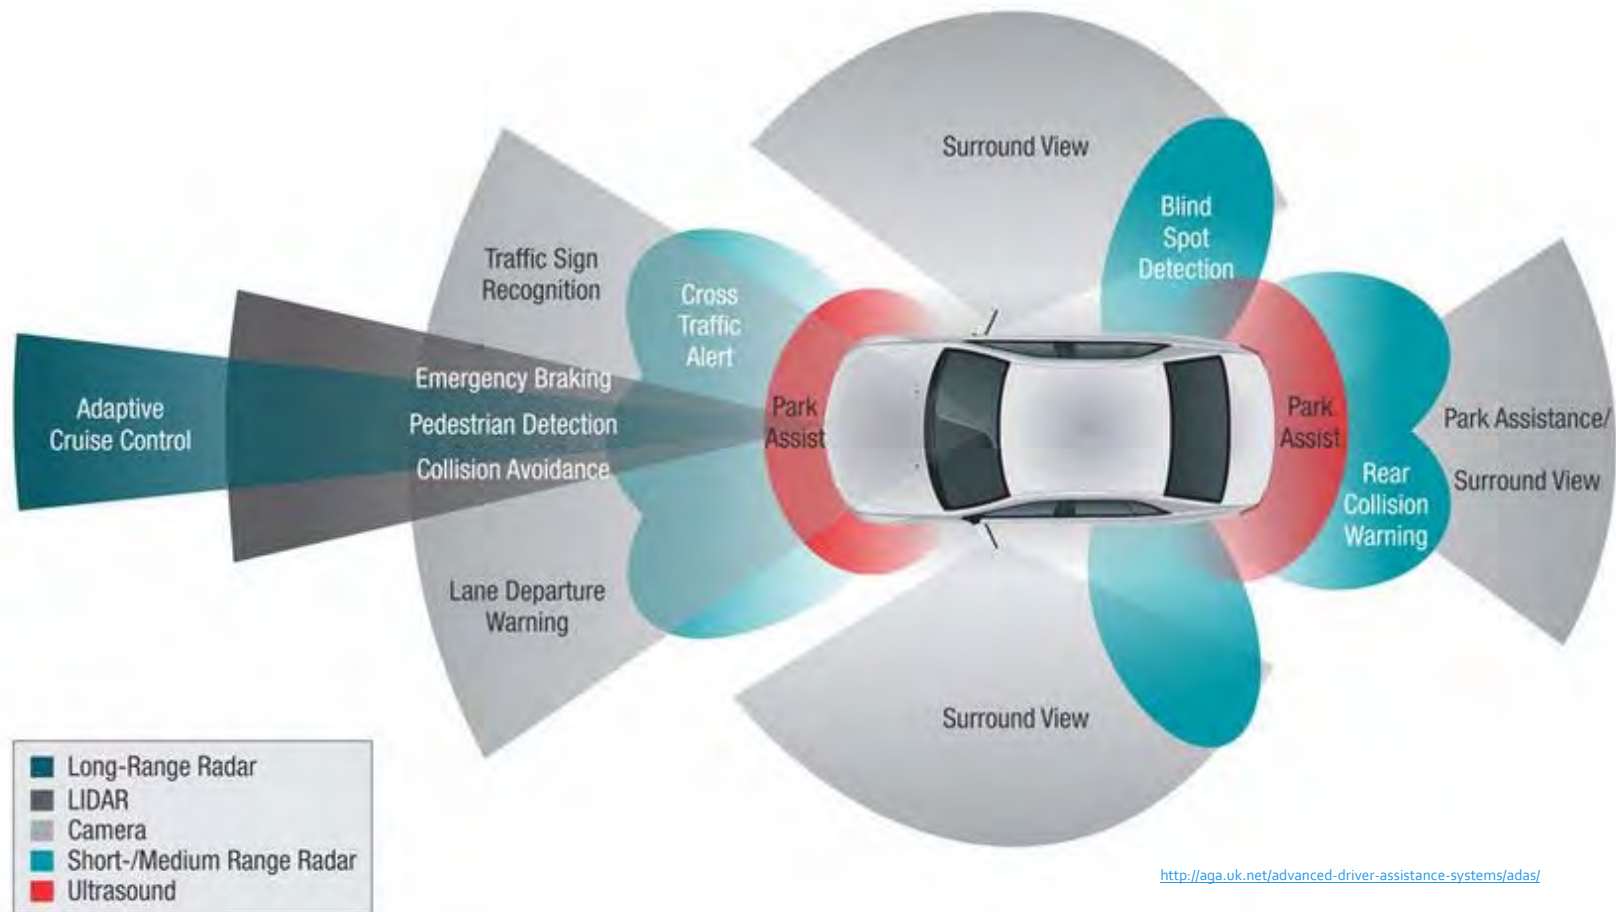 Surround View
Blind
Spot
Detection
Traffic Sign
Recognition
Cross
Traffic
Alert
Emergency Braking
Pedestrian Detection
Collision Avoidance
Adaptive
Cruise Control
Park
Assist
Park
Assist
Park Assistance/
Surround View
Rear
Collision
Warning
Lane Departure
Warning
Surround View
Long-Range Radar
LIDAR
Camera
Short-/Medium Range Radar
Ultrasound
http://aga.uk.net/advanced-driver-assistance-systems/adas/